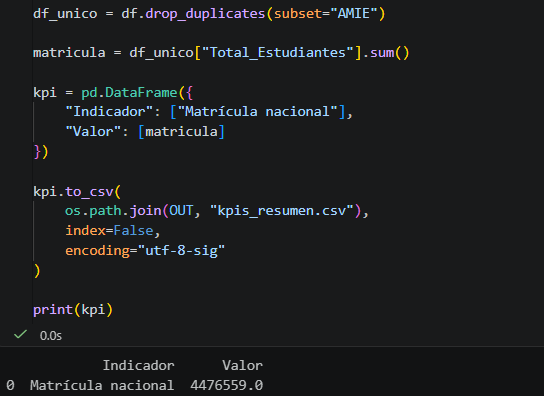 df_unico = df.drop_duplicates(subset="AMIE")
matricula = df_unico["Total_Estudiantes"].sum()
kpi = pd.DataFrame({
    "Indicador": ["Matrícula nacional"],
    "Valor": [matricula]
})
kpi.to_csv(
    os.path.join(OUT, "kpis_resumen.csv"),
    index=False,
    encoding="utf-8-sig"
)
print(kpi)
0.0s
Indicador Valor
0 Matrícula nacional 4476559.0